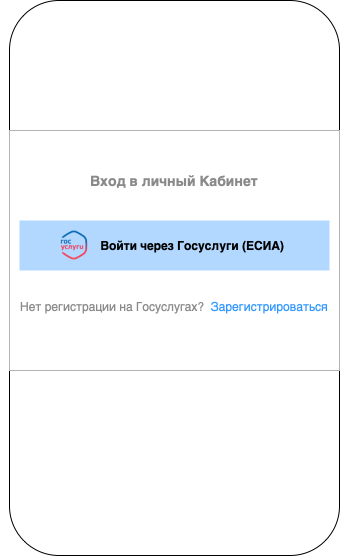 Вход в личный Кабинет
гос
услуги
Войти через Госуслуги (ЕСИА)
Нет регистрации на Госуслугах? Зарегистрироваться